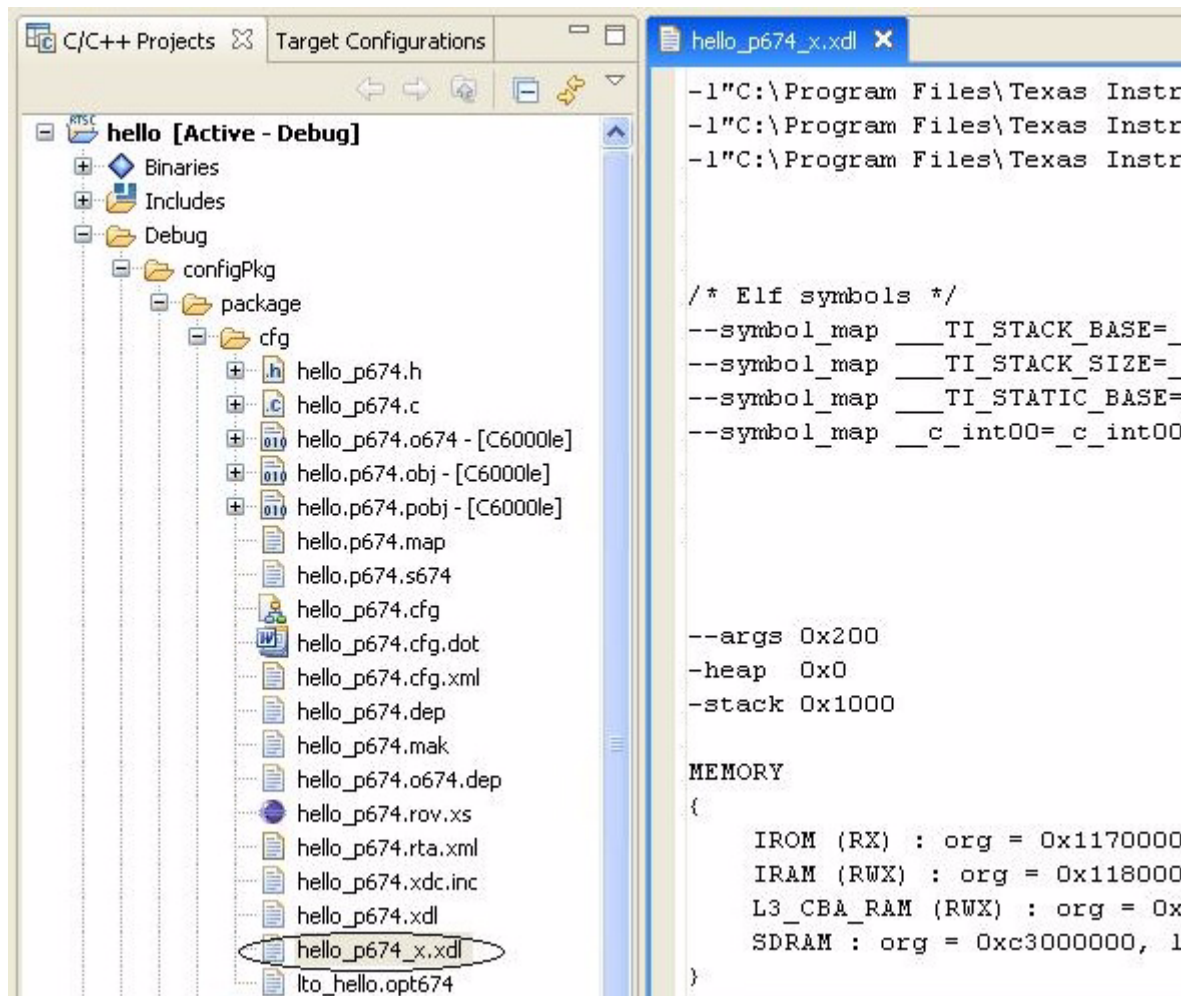 C/C++ Projects
Target Configurations
RTSC
hello [Active - Debug]
Binaries
Includes
Debug
configPkg
package
cfg
hello_p674.h
hello_p674.c
hello_p674.o674 - [C6000le]
hello.p674.obj - [C6000le]
hello.p674.pobj - [C6000le]
hello.p674.map
hello.p674.s674
hello_p674.cfg
hello_p674.cfg.dot
hello_p674.cfg.xml
hello_p674.dep
hello_p674.mak
hello_p674.o674.dep
hello_p674.rov.xs
hello_p674.rta.xml
hello_p674.xdc.inc
hello_p674.xdl
hello_p674_x.xdl
lto_hello.opt674
hello_p674_x.xdl
-l"C:\Program Files\Texas Instr
-l"C:\Program Files\Texas Instr
-l"C:\Program Files\Texas Instr
/* Elf symbols */
--symbol_map ___TI_STACK_BASE=_
--symbol_map ___TI_STACK_SIZE=_
--symbol_map ___TI_STATIC_BASE=
--symbol_map __c_int00=_c_int00
--args 0x200
-heap  0x0
-stack 0x1000
MEMORY
{
IROM (RX) : org = 0x1170000
IRAM (RWX) : org = 0x118000
L3_CBA_RAM (RWX) : org = 0x
SDRAM : org = 0xc3000000, l
}